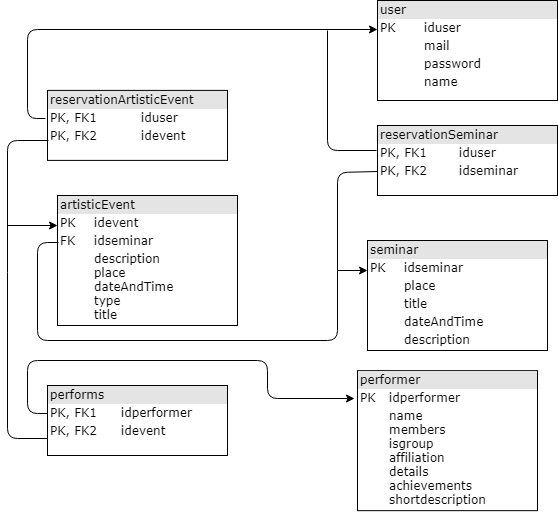 user
PK iduser
mail
password
name
reservationArtisticEvent
PK, FK1 iduser
PK, FK2 idevent
reservationSeminar
PK, FK1 iduser
PK, FK2 idseminar
artisticEvent
PK idevent
FK idseminar
description
place
dateAndTime
type
title
seminar
PK idseminar
place
title
dateAndTime
description
performs
PK, FK1 idperformer
PK, FK2 idevent
performer
PK idperformer
name
members
isgroup
affiliation
details
achievements
shortdescription